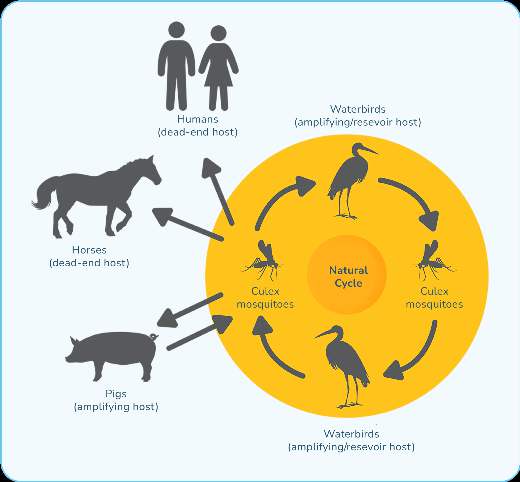 Humans
(dead-end host)
Waterbirds
(amplifying/resevoir host)
Horses
(dead-end host)
Culex
mosquitoes
Natural
Cycle
Culex
mosquitoes
Pigs
(amplifying host)
Waterbirds
(amplifying/resevoir host)